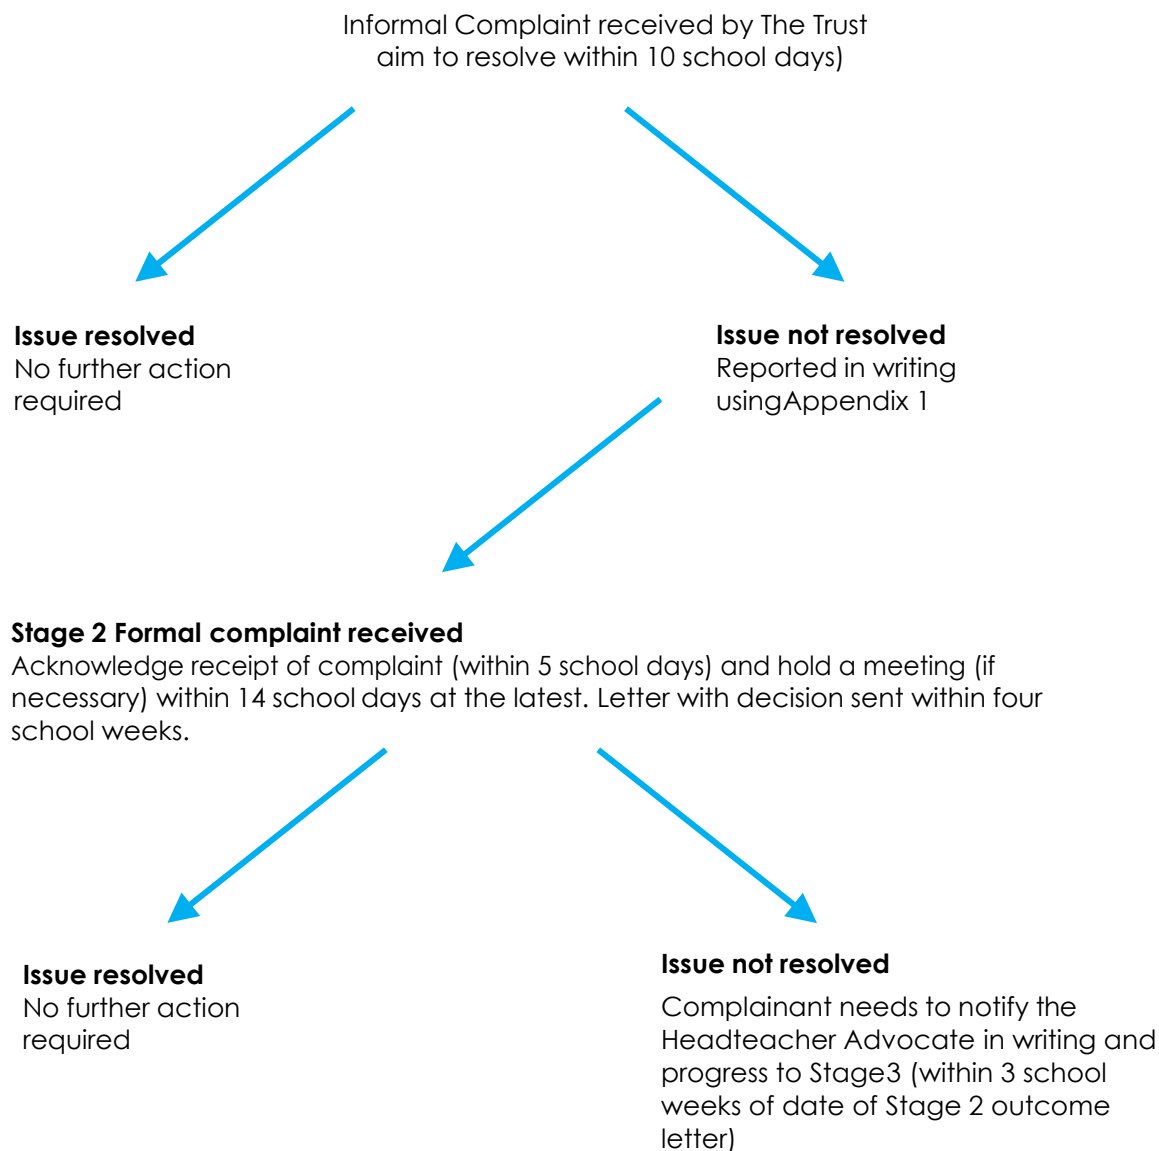 Informal Complaint received by The Trust
aim to resolve within 10 school days)
Issue resolved
No further action
required
Issue not resolved
Reported in writing
usingAppendix 1
Stage 2 Formal complaint received
Acknowledge receipt of complaint (within 5 school days) and hold a meeting (if
necessary) within 14 school days at the latest. Letter with decision sent within four
school weeks.
Issue resolved
No further action
required
Issue not resolved
Complainant needs to notify the
Headteacher Advocate in writing and
progress to Stage3 (within 3 school
weeks of date of Stage 2 outcome
letter)